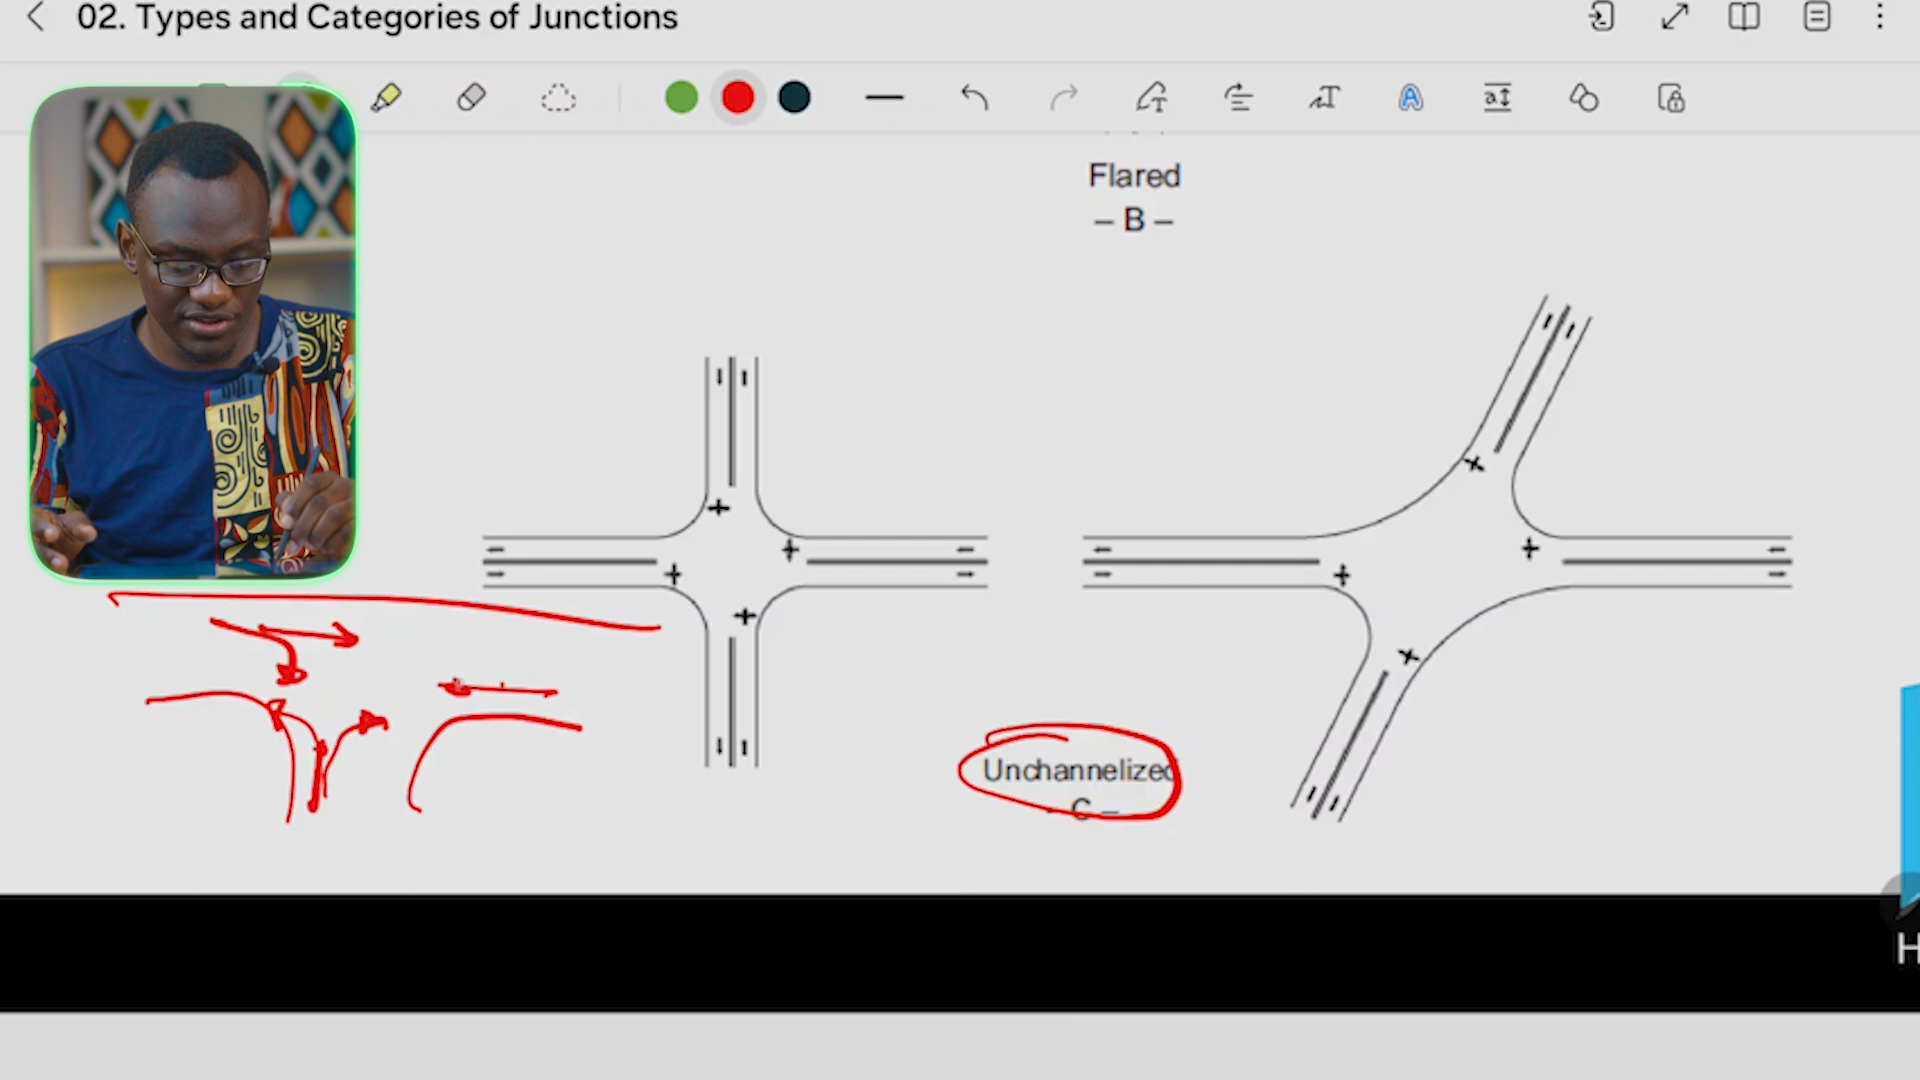 02. Types and Categories of Junctions
Flared
– B –
Unchannelized
– C –
H